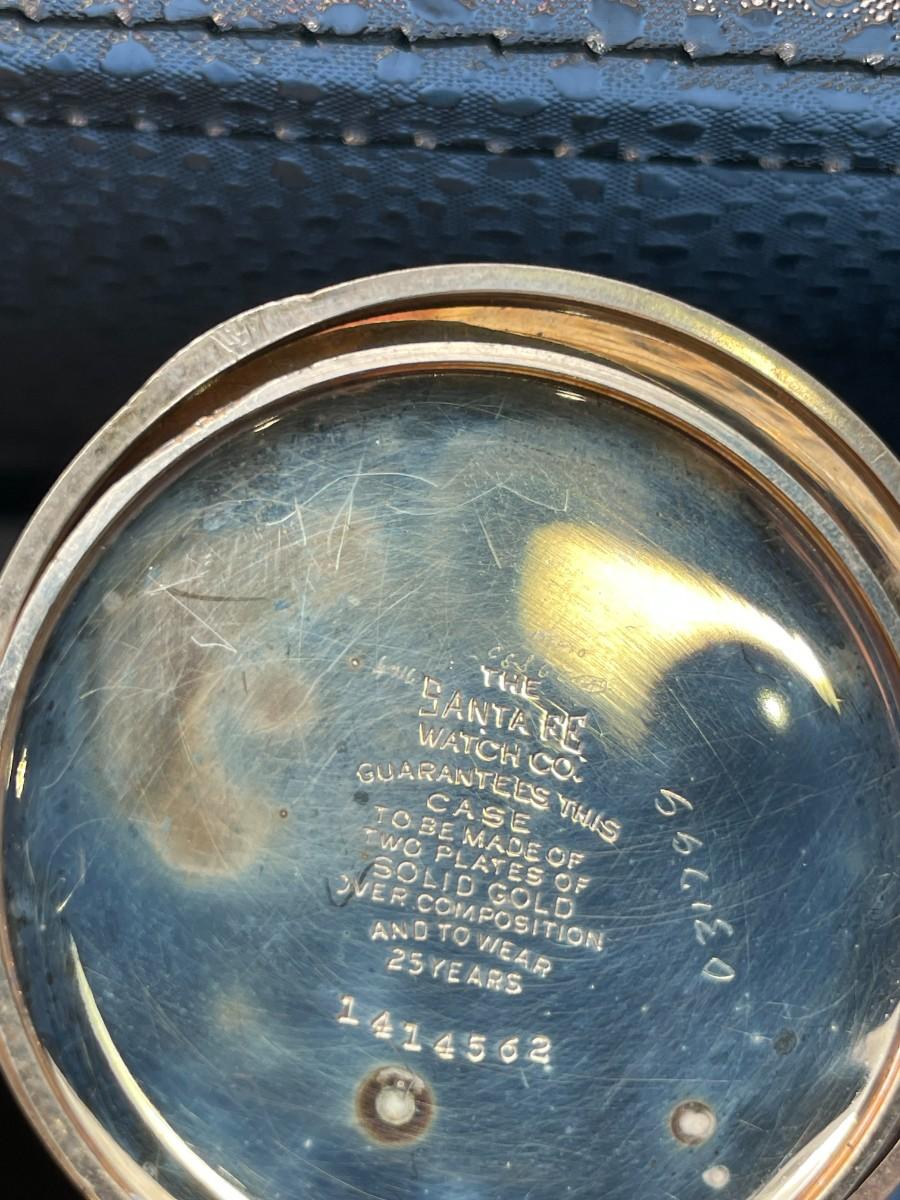 THE
SANTA FE
WATCH CO.
GUARANTEES THIS
CASE
TO BE MADE OF
TWO PLATES OF
SOLID GOLD
OVER COMPOSITION
AND TO WEAR
25 YEARS
1414562